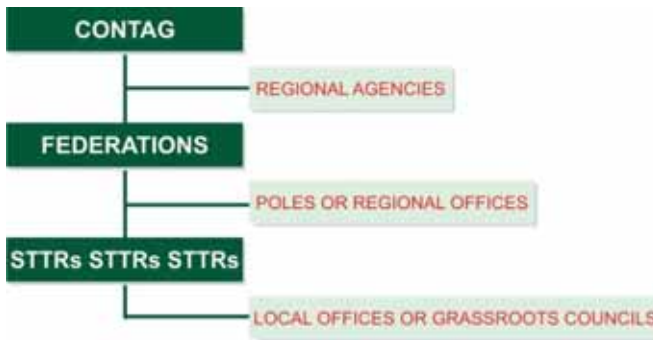 CONTAG
REGIONAL AGENCIES
FEDERATIONS
POLES OR REGIONAL OFFICES
STTRs STTRs STTRs
LOCAL OFFICES OR GRASSROOTS COUNCILS